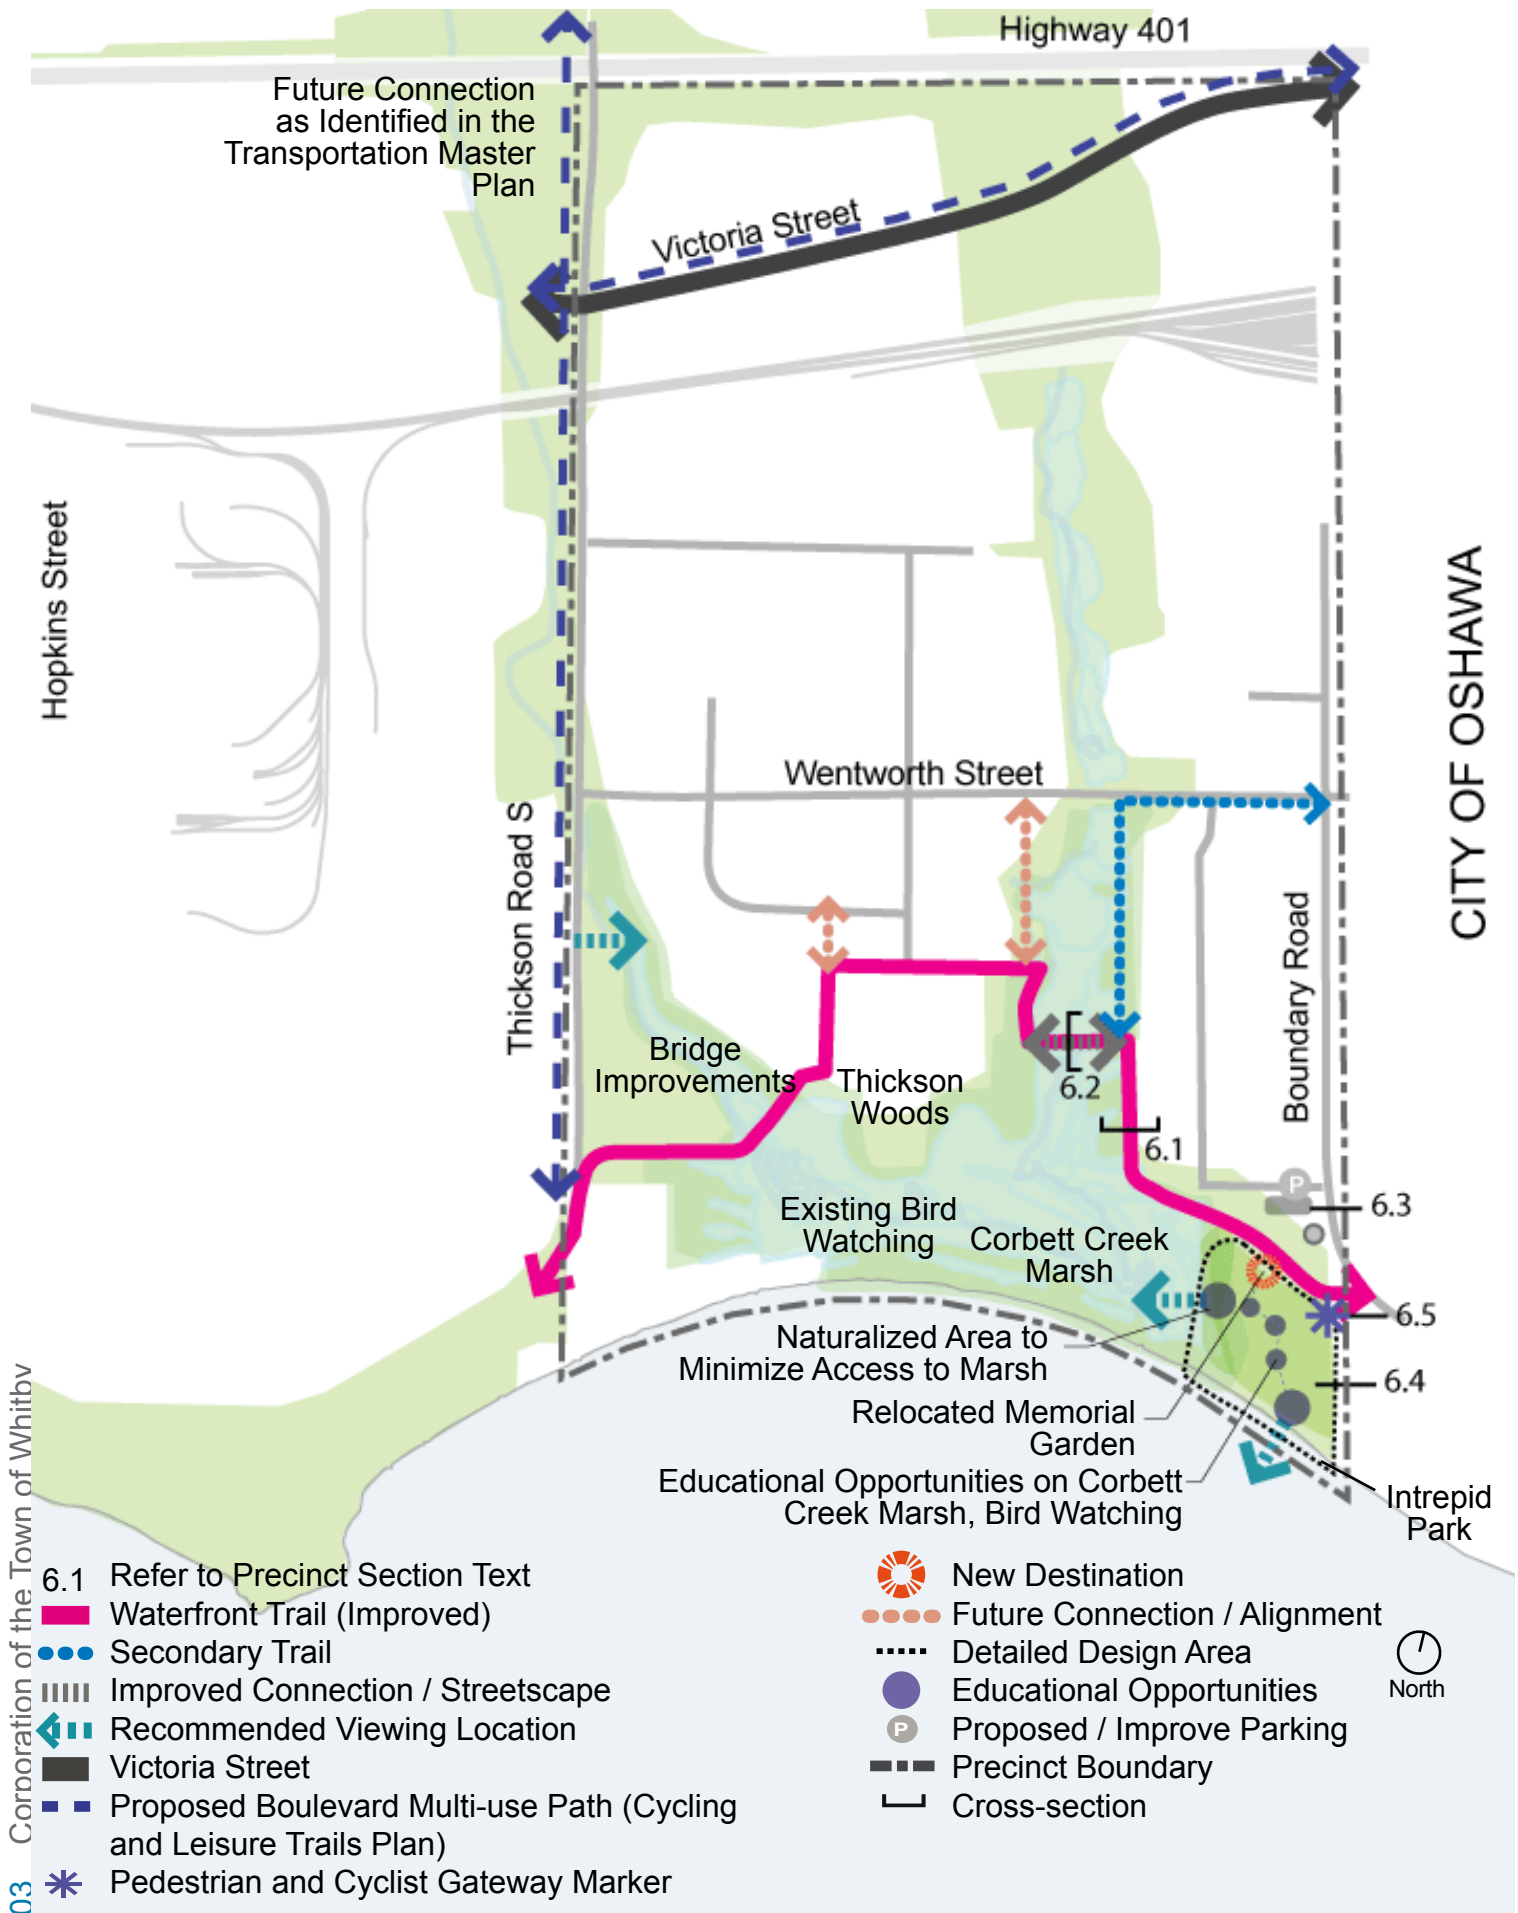 Highway 401
Future Connection
as Identified in the
Transportation Master
Plan
Victoria Street
Hopkins Street
CITY OF OSHAWA
Wentworth Street
Thickson Road S
Boundary Road
Bridge
Improvements
Thickson
Woods
6.2
6.1
P
6.3
Existing Bird
Watching
Corbett Creek
Marsh
6.5
Naturalized Area to
Minimize Access to Marsh
6.4
Relocated Memorial
Garden
Educational Opportunities on Corbett
Creek Marsh, Bird Watching
Intrepid
Park
6.1 Refer to Precinct Section Text
Waterfront Trail (Improved)
Secondary Trail
Improved Connection / Streetscape
Recommended Viewing Location
Victoria Street
Proposed Boulevard Multi-use Path (Cycling
and Leisure Trails Plan)
Pedestrian and Cyclist Gateway Marker
New Destination
Future Connection / Alignment
Detailed Design Area
Educational Opportunities
P Proposed / Improve Parking
Precinct Boundary
Cross-section
North
03 Corporation of the Town of Whitby